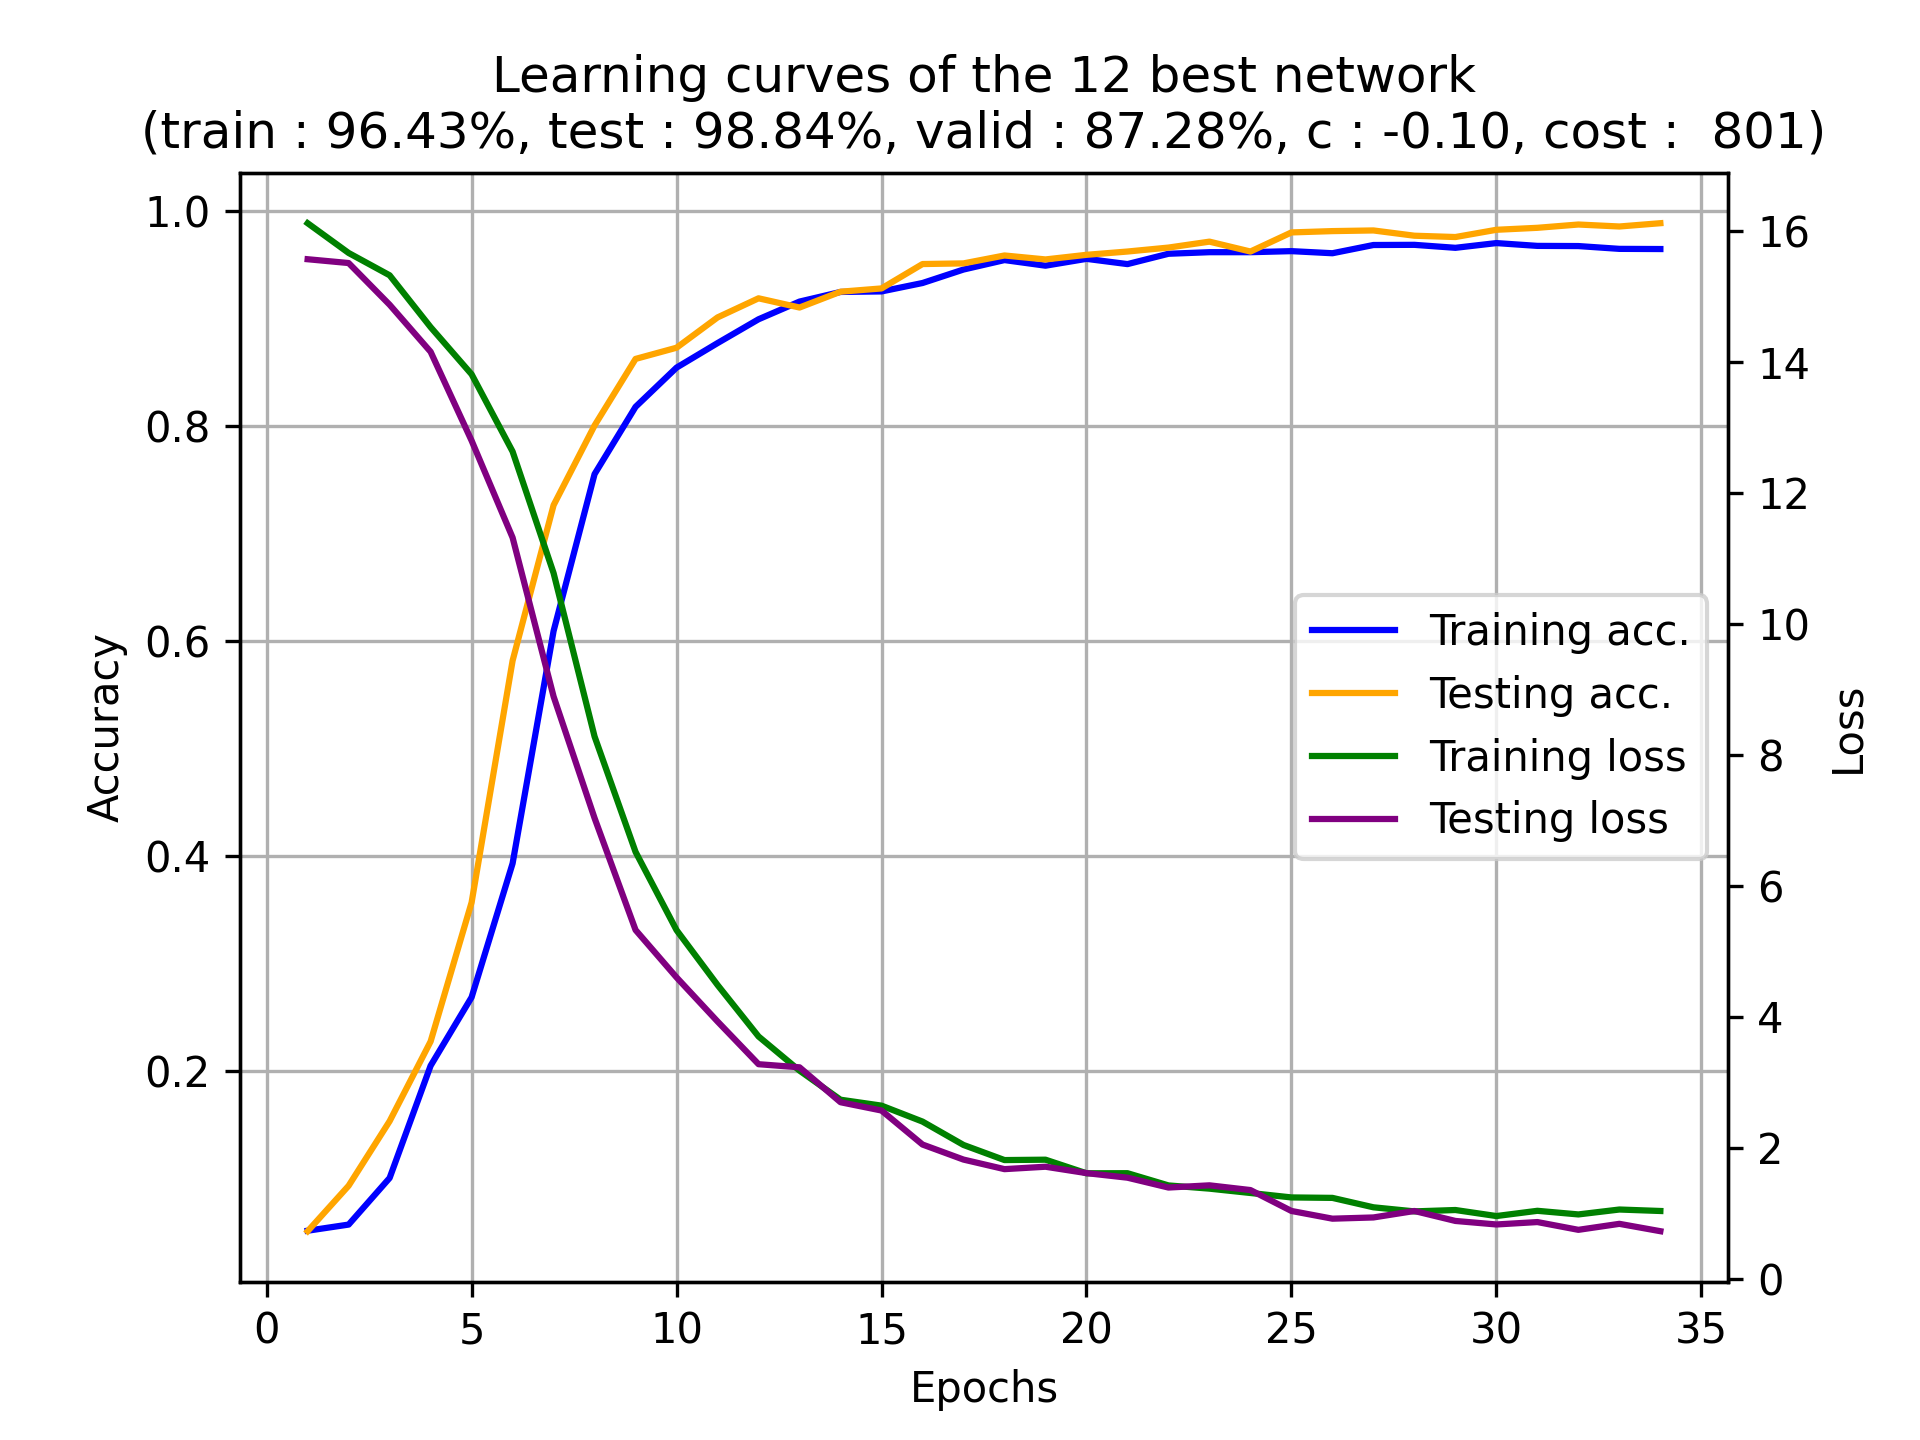 Learning curves of the 12 best network
(train : 96.43%, test : 98.84%, valid : 87.28%, c : -0.10, cost :  801)
1.0
0.8
0.6
0.4
0.2
Accuracy
16
14
12
10
8
6
4
2
0
Loss
Training acc.
Testing acc.
Training loss
Testing loss
0 5 10 15 20 25 30 35
Epochs